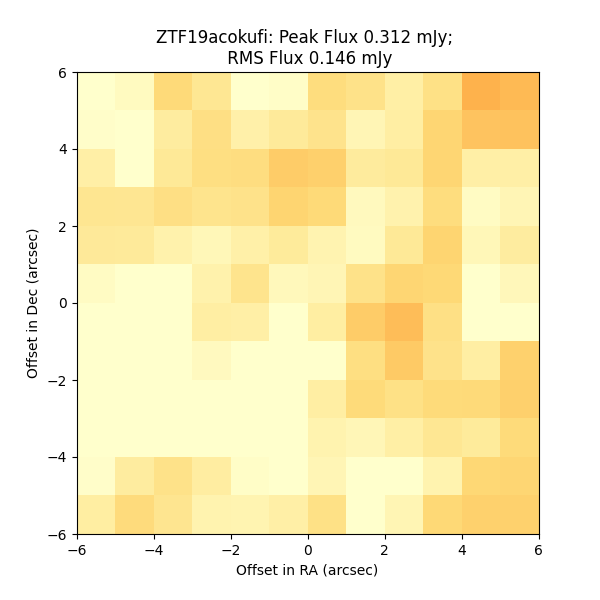 ZTF19acokufi: Peak Flux 0.312 mJy;
RMS Flux 0.146 mJy
6
4
2
0
−2
−4
−6
Offset in Dec (arcsec)
−6 −4 −2 0 2 4 6
Offset in RA (arcsec)